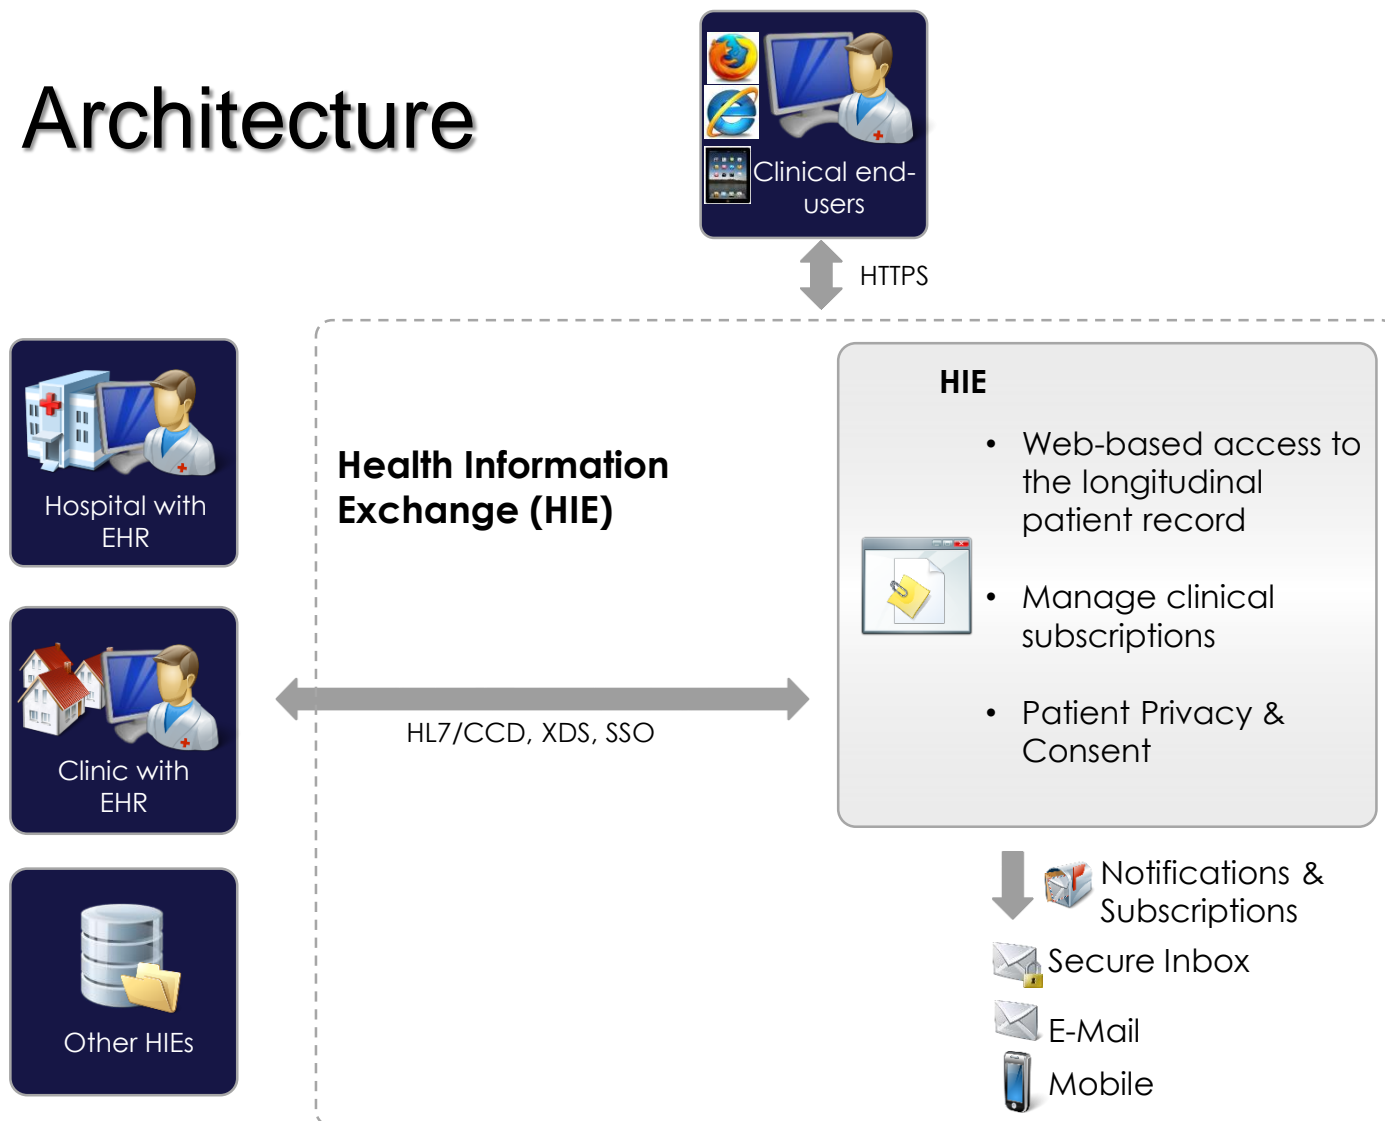 Architecture
Clinical end-
users
HTTPS
Hospital with
EHR
Clinic with
EHR
Other HIEs
Health Information
Exchange (HIE)
HL7/CCD, XDS, SSO
HIE
• Web-based access to
the longitudinal
patient record
• Manage clinical
subscriptions
• Patient Privacy &
Consent
Notifications &
Subscriptions
Secure Inbox
E-Mail
Mobile